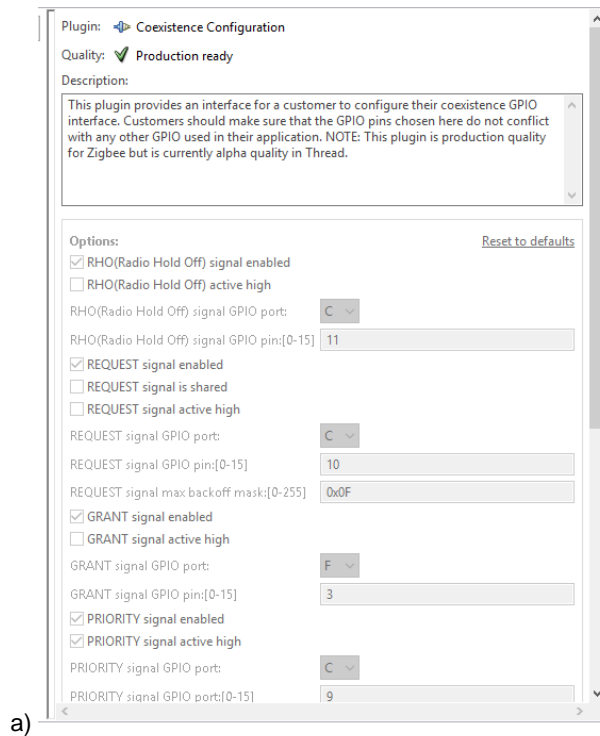 Plugin: Coexistence Configuration
Quality: Production ready
Description:
This plugin provides an interface for a customer to configure their coexistence GPIO
interface. Customers should make sure that the GPIO pins chosen here do not conflict
with any other GPIO used in their application. NOTE: This plugin is production quality
for Zigbee but is currently alpha quality in Thread.
Options: Reset to defaults
RHO(Radio Hold Off) signal enabled
RHO(Radio Hold Off) active high
RHO(Radio Hold Off) signal GPIO port: C
RHO(Radio Hold Off) signal GPIO pin:[0-15] 11
REQUEST signal enabled
REQUEST signal is shared
REQUEST signal active high
REQUEST signal GPIO port: C
REQUEST signal GPIO pin:[0-15] 10
REQUEST signal max backoff mask:[0-255] 0x0F
GRANT signal enabled
GRANT signal active high
GRANT signal GPIO port: F
GRANT signal GPIO pin:[0-15] 3
PRIORITY signal enabled
PRIORITY signal active high
PRIORITY signal GPIO port: C
PRIORITY signal GPIO port:[0-15] 9
a)